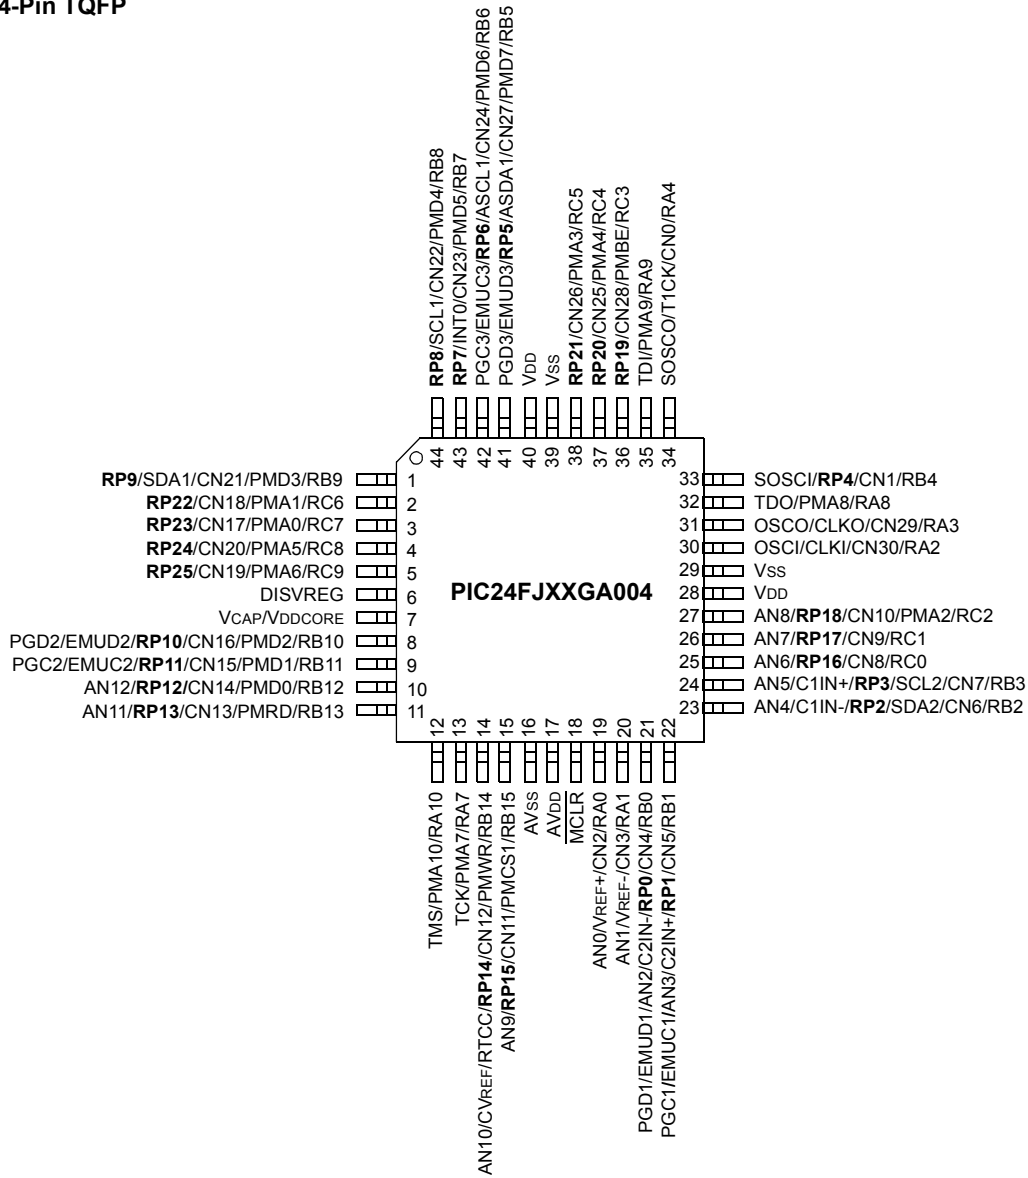 4-Pin TQFP
RP8/SCL1/CN22/PMD4/RB8
RP7/INT0/CN23/PMD5/RB7
PGC3/EMUC3/RP6/ASCL1/CN24/PMD6/RB6
PGD3/EMUD3/RP5/ASDA1/CN27/PMD7/RB5
VDD
VSS
RP21/CN26/PMA3/RC5
RP20/CN25/PMA4/RC4
RP19/CN28/PMBE/RC3
TDI/PMA9/RA9
SOSCO/T1CK/CN0/RA4
44 43 42 41 40 39 38 37 36 35 34
RP9/SDA1/CN21/PMD3/RB9 1
RP22/CN18/PMA1/RC6 2
RP23/CN17/PMA0/RC7 3
RP24/CN20/PMA5/RC8 4
RP25/CN19/PMA6/RC9 5
DISVREG 6
VCAP/VDDCORE 7
PGD2/EMUD2/RP10/CN16/PMD2/RB10 8
PGC2/EMUC2/RP11/CN15/PMD1/RB11 9
AN12/RP12/CN14/PMD0/RB12 10
AN11/RP13/CN13/PMRD/RB13 11
PIC24FJXXGA004
33 SOSCI/RP4/CN1/RB4
32 TDO/PMA8/RA8
31 OSCO/CLKO/CN29/RA3
30 OSCI/CLKI/CN30/RA2
29 VSS
28 VDD
27 AN8/RP18/CN10/PMA2/RC2
26 AN7/RP17/CN9/RC1
25 AN6/RP16/CN8/RC0
24 AN5/C1IN+/RP3/SCL2/CN7/RB3
23 AN4/C1IN-/RP2/SDA2/CN6/RB2
12 13 14 15 16 17 18 19 20 21 22
TMS/PMA10/RA10
TCK/PMA7/RA7
AN10/CVREF/RTCC/RP14/CN12/PMWR/RB14
AN9/RP15/CN11/PMCS1/RB15
AVSS
AVDD
MCLR
AN0/VREF+/CN2/RA0
AN1/VREF-/CN3/RA1
PGD1/EMUD1/AN2/C2IN-/RP0/CN4/RB0
PGC1/EMUC1/AN3/C2IN+/RP1/CN5/RB1